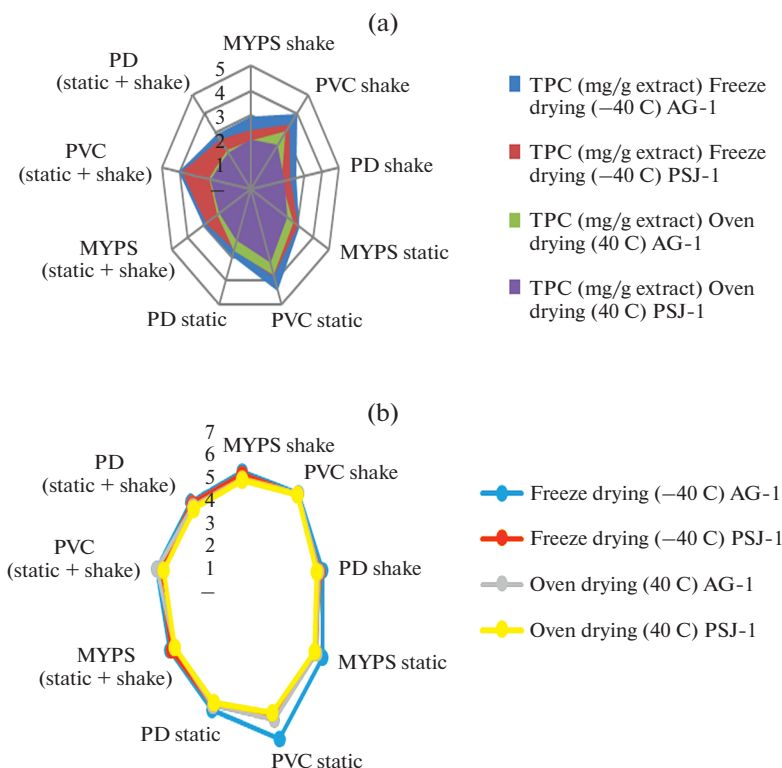 (a)
MYPS shake
PVC shake
PD shake
MYPS static
PVC static
PD static
MYPS
(static + shake)
PVC
(static + shake)
PD
(static + shake)
5
4
3
2
1
–
TPC (mg/g extract) Freeze
drying (–40 C) AG-1
TPC (mg/g extract) Freeze
drying (–40 C) PSJ-1
TPC (mg/g extract) Oven
drying (40 C) AG-1
TPC (mg/g extract) Oven
drying (40 C) PSJ-1
(b)
MYPS shake
PVC shake
PD shake
MYPS static
PVC static
PD static
MYPS
(static + shake)
PVC
(static + shake)
PD
(static + shake)
7
6
5
4
3
2
1
–
Freeze drying (–40 C) AG-1
Freeze drying (–40 C) PSJ-1
Oven drying (40 C) AG-1
Oven drying (40 C) PSJ-1